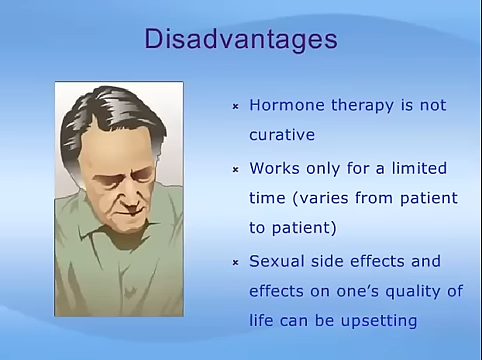 Disadvantages
× Hormone therapy is not
curative
× Works only for a limited
time (varies from patient
to patient)
× Sexual side effects and
effects on one's quality of
life can be upsetting